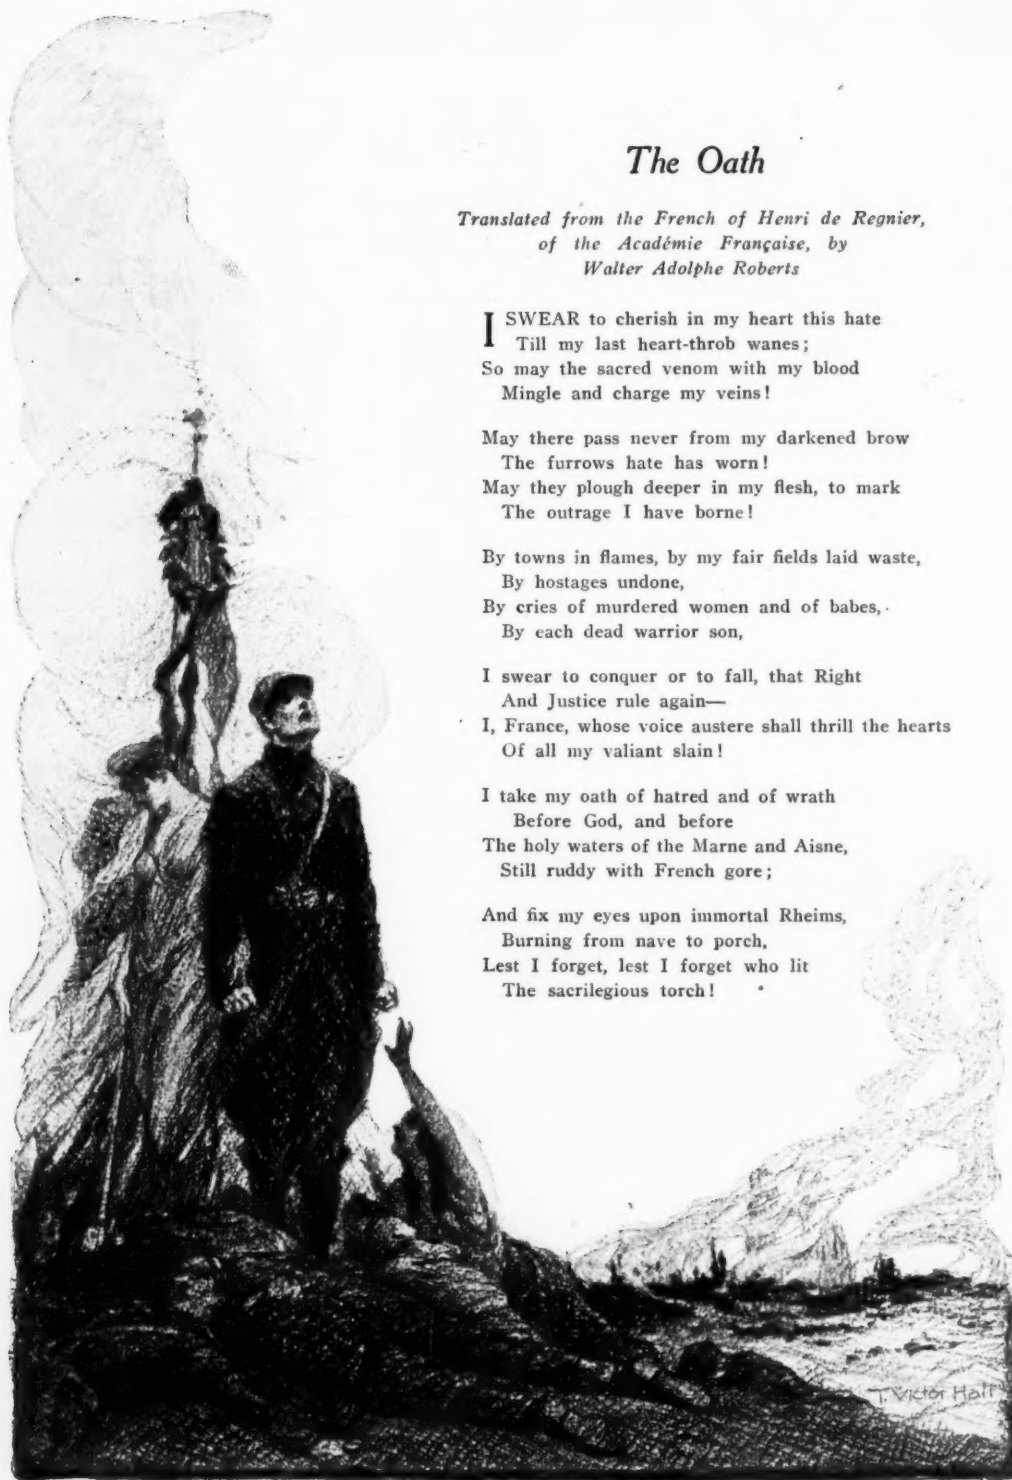 The Oath
Translated from the French of Henri de Regnier,
of the Académie Française, by
Walter Adolphe Roberts
I SWEAR to cherish in my heart this hate
Till my last heart-throb wanes;
So may the sacred venom with my blood
Mingle and charge my veins!
May there pass never from my darkened brow
The furrows hate has worn!
May they plough deeper in my flesh, to mark
The outrage I have borne!
By towns in flames, by my fair fields laid waste,
By hostages undone,
By cries of murdered women and of babes,
By each dead warrior son,
I swear to conquer or to fall, that Right
And Justice rule again—
I, France, whose voice austere shall thrill the hearts
Of all my valiant slain!
I take my oath of hatred and of wrath
Before God, and before
The holy waters of the Marne and Aisne,
Still ruddy with French gore;
And fix my eyes upon immortal Rheims,
Burning from nave to porch,
Lest I forget, lest I forget who lit
The sacrilegious torch!
T. Victor Hall